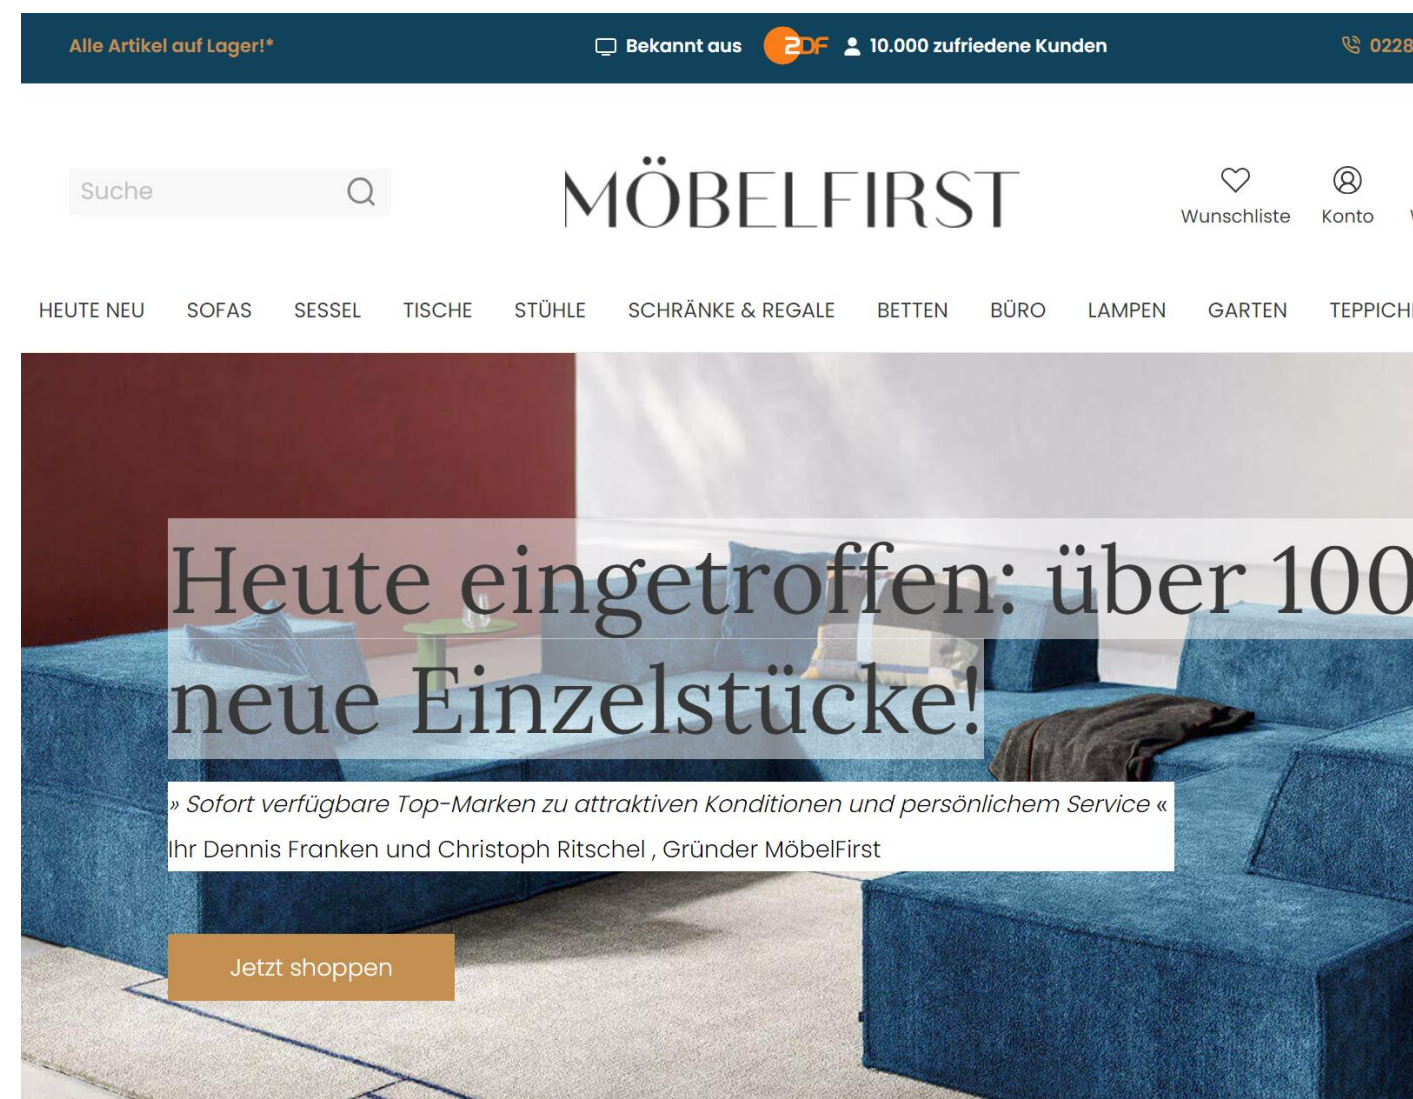 Alle Artikel auf Lager!*
Bekannt aus ZDF 10.000 zufriedene Kunden
0228
Suche
MÖBELFIRST
Wunschliste
Konto
HEUTE NEU SOFAS SESSEL TISCHE STÜHLE SCHRÄNKE & REGALE BETTEN BÜRO LAMPEN GARTEN
Heute eingetroffen: über 100
neue Einzelstücke!
» Sofort verfügbare Top-Marken zu attraktiven Konditionen und persönlichem Service «
Ihr Dennis Franken und Christoph Ritschel , Gründer MöbelFirst
Jetzt shoppen